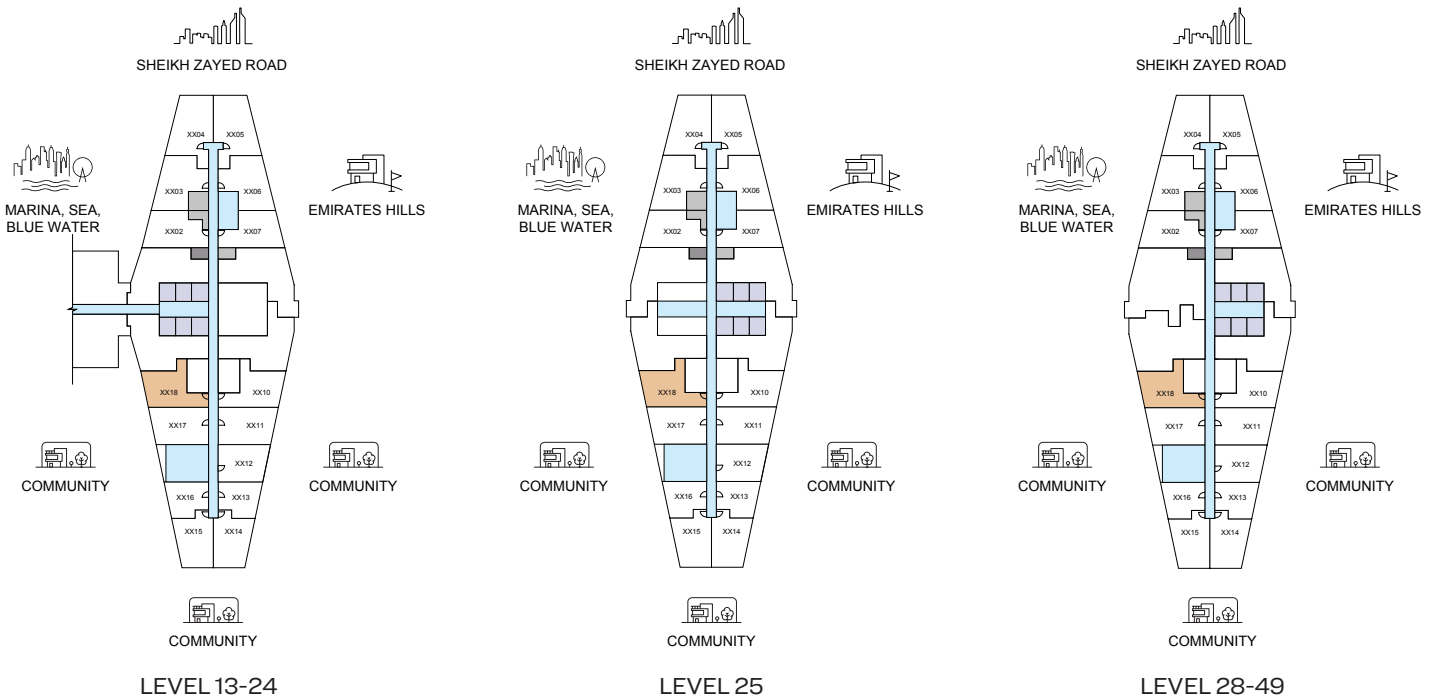 SHEIKH ZAYED ROAD
MARINA, SEA,
BLUE WATER
EMIRATES HILLS
XX04
XX05
XX03
XX06
XX02
XX07
XX18
XX10
XX17
XX11
XX12
XX16
XX13
XX15
XX14
COMMUNITY
COMMUNITY
COMMUNITY
LEVEL 13-24
SHEIKH ZAYED ROAD
MARINA, SEA,
BLUE WATER
EMIRATES HILLS
XX04
XX05
XX03
XX06
XX02
XX07
XX18
XX10
XX17
XX11
XX12
XX16
XX13
XX15
XX14
COMMUNITY
COMMUNITY
COMMUNITY
LEVEL 25
SHEIKH ZAYED ROAD
MARINA, SEA,
BLUE WATER
EMIRATES HILLS
XX04
XX05
XX03
XX06
XX02
XX07
XX18
XX10
XX17
XX11
XX12
XX16
XX13
XX15
XX14
COMMUNITY
COMMUNITY
COMMUNITY
LEVEL 28-49